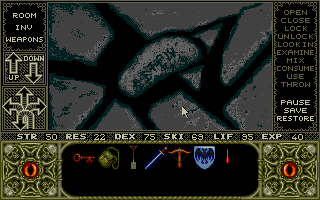 ROOM
INV
WEAPONS
UP
DOWN
OPEN
CLOSE
LOCK
UNLOCK
LOOK IN
EXAMINE
MIX
CONSUME
USE
THROW
PAUSE
SAVE
RESTORE
STR 50 RES 22 DEX 75 SKI 69 LIF 95 EXP 40